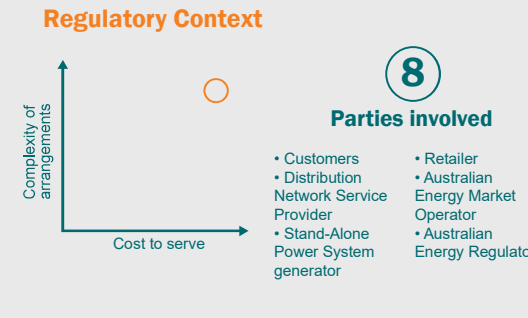 Regulatory Context
Complexity of
arrangements
Cost to serve
8
Parties involved
• Customers
• Distribution
Network Service
Provider
• Stand-Alone
Power System
generator
• Retailer
• Australian
Energy Market
Operator
• Australian
Energy Regulato